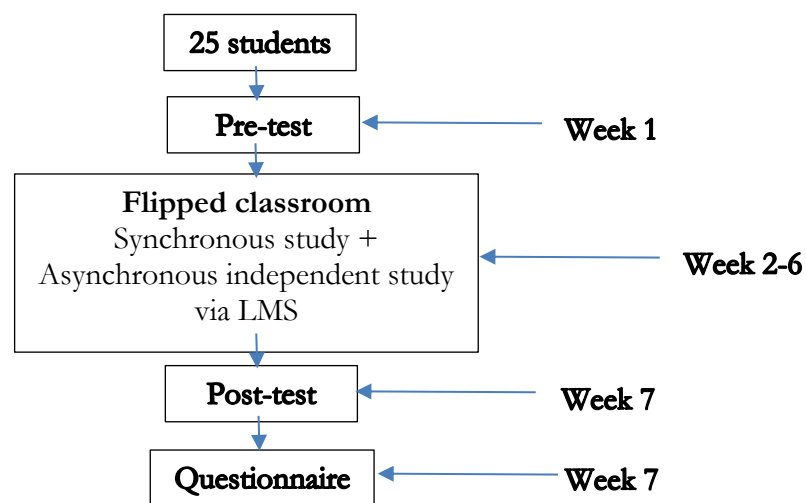 25 students
Pre-test
Week 1
Flipped classroom
Synchronous study +
Asynchronous independent study
via LMS
Week 2-6
Post-test
Week 7
Questionnaire
Week 7